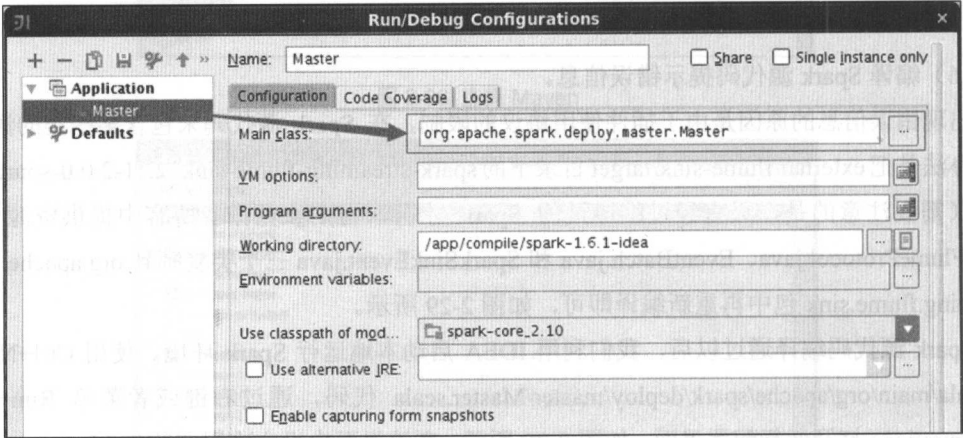 Run/Debug Configurations
Name: Master
Share
Single instance only
Application
Master
Defaults
Configuration
Code Coverage
Logs
Main class: org.apache.spark.deploy.master.Master
VM options:
Program arguments:
Working directory: /app/compile/spark-1.6.1-idea
Environment variables:
Use classpath of mod... spark-core_2.10
Use alternative JRE:
Enable capturing form snapshots